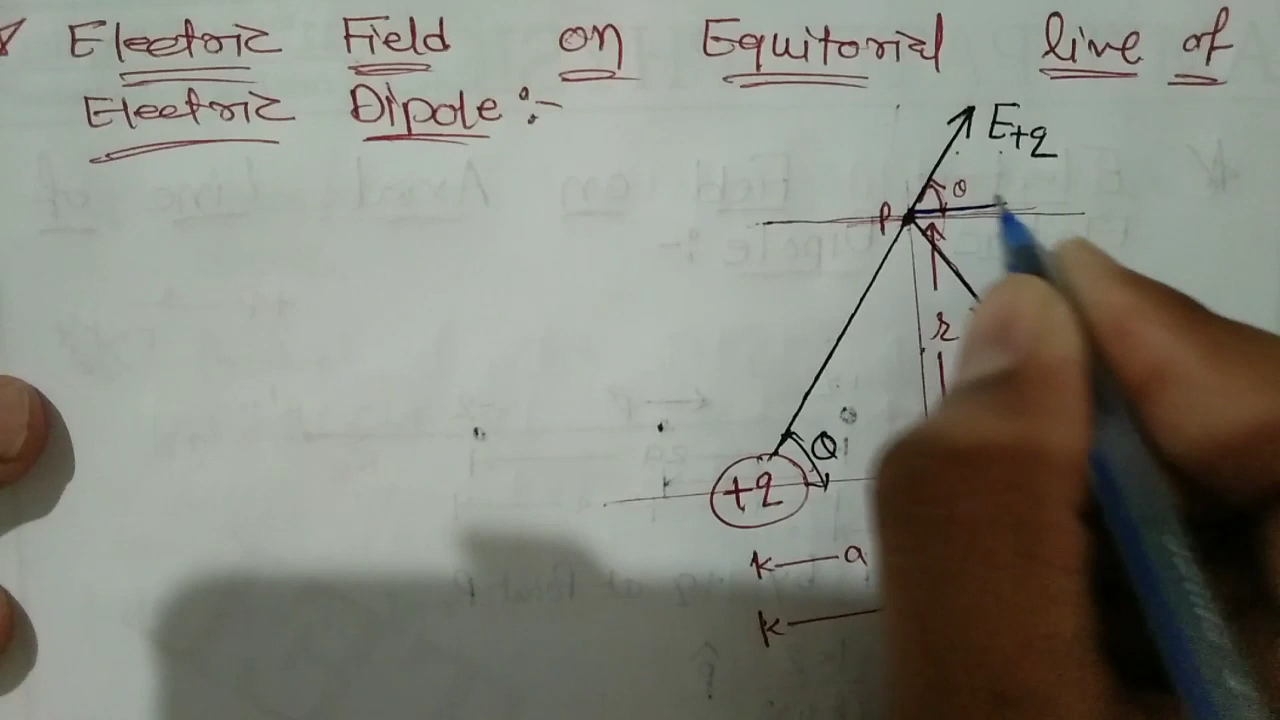 Electric Field on Equitorial line of
Electric Dipole :-
E+q
θ
P
r
θ
+q
a